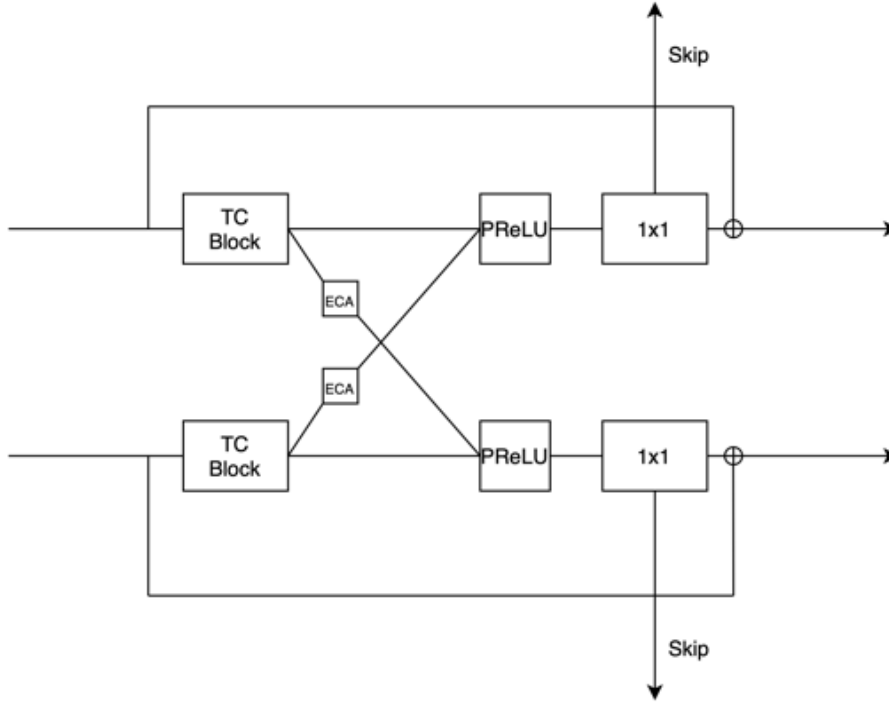 Skip
TC
Block
PReLU
1x1
ECA
ECA
TC
Block
PReLU
1x1
Skip